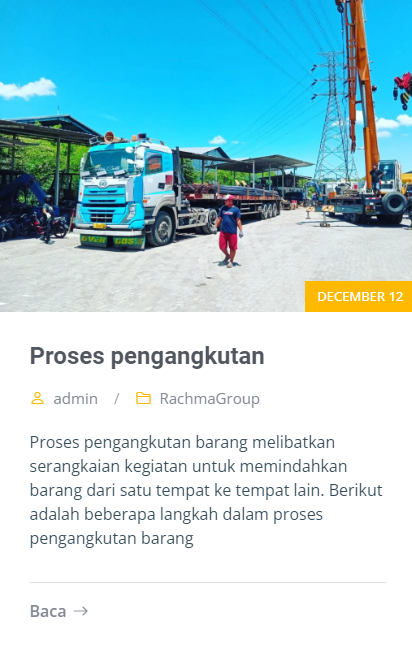 DECEMBER 12
Proses pengangkutan
admin / RachmaGroup
Proses pengangkutan barang melibatkan
serangkaian kegiatan untuk memindahkan
barang dari satu tempat ke tempat lain. Berikut
adalah beberapa langkah dalam proses
pengangkutan barang
Baca →